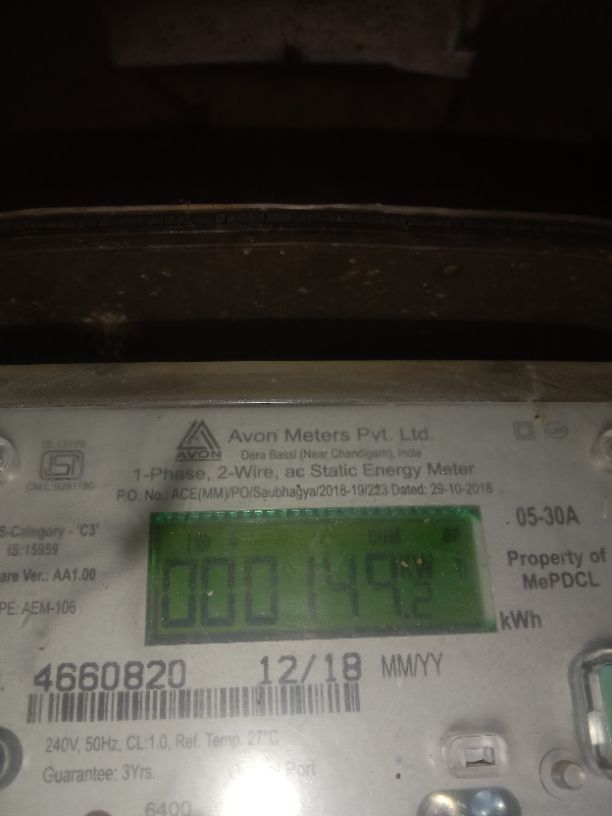 AVON
Avon Meters Pvt. Ltd.
Dera Bassi (Near Chandigarh), India
1-Phase, 2-Wire, ac Static Energy Meter
P.O. No.: ACE(MM)/PO/Saubhagya/2018-19/223 Dated: 29-10-2018
IS:13779
ISI
CM/L:9281180
S-Category - 'C3'
IS:15959
are Ver.: AA1.00
PE: AEM-106
CUM
000149.2
kWh
05-30A
Property of
MePDCL
4660820 12/18 MM/YY
240V, 50Hz, CL:1.0, Ref. Temp. 27°C
Guarantee: 3Yrs. Port
6400